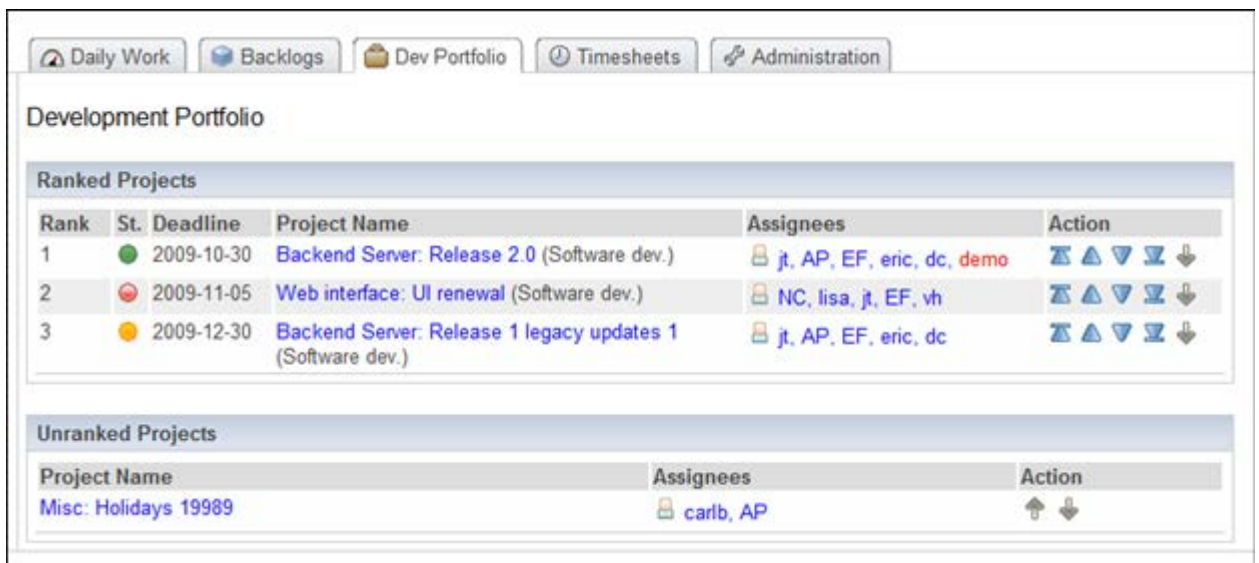 Daily Work Backlogs Dev Portfolio Timesheets Administration
Development Portfolio
Ranked Projects
Rank St. Deadline Project Name Assignees Action
1 2009-10-30 Backend Server: Release 2.0 (Software dev.) jt, AP, EF, eric, dc, demo
2 2009-11-05 Web interface: UI renewal (Software dev.) NC, lisa, jt, EF, vh
3 2009-12-30 Backend Server: Release 1 legacy updates 1 jt, AP, EF, eric, dc
(Software dev.)
Unranked Projects
Project Name Assignees Action
Misc: Holidays 19989 carlb, AP